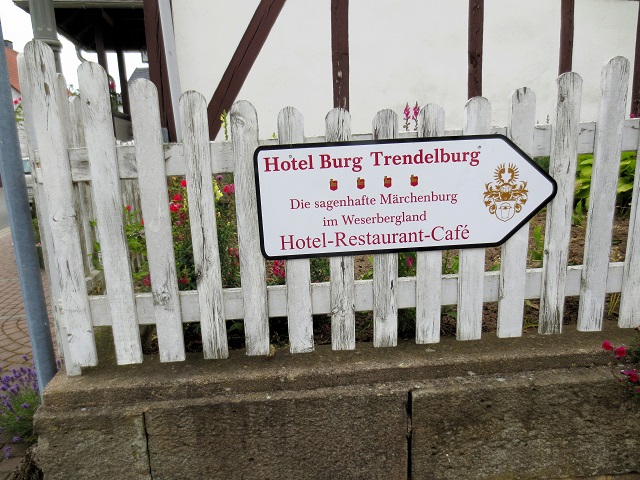 Hotel Burg Trendelburg
Die sagenhafte Märchenburg
im Weserbergland
Hotel-Restaurant-Café